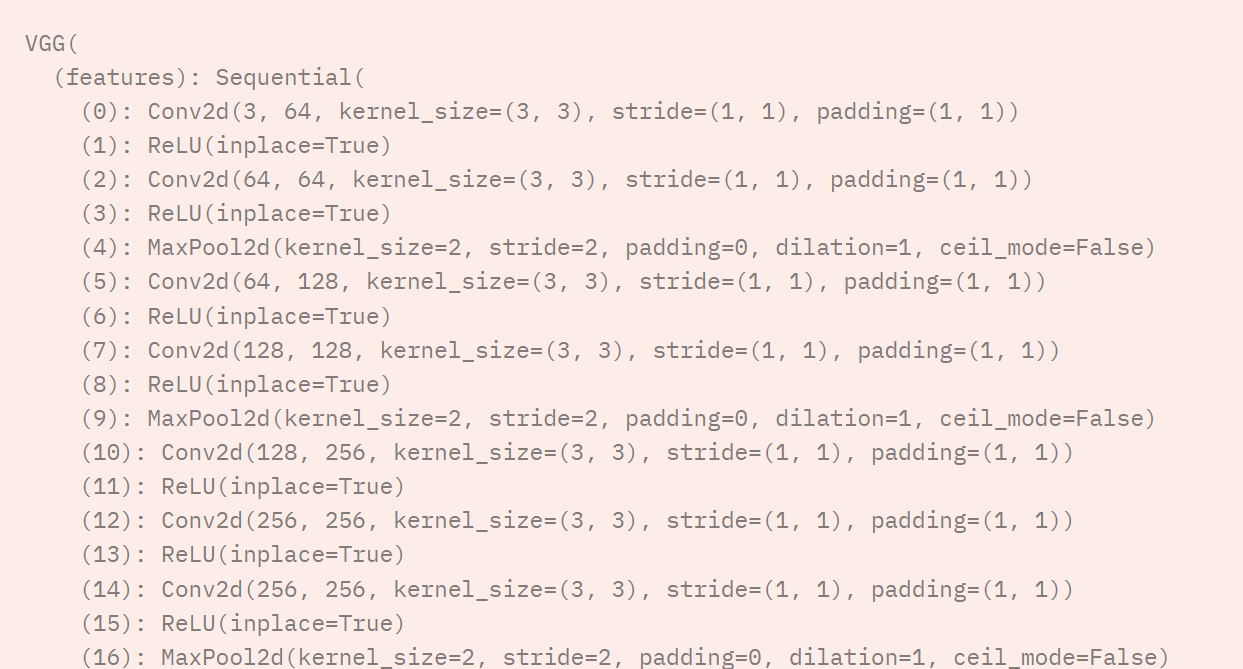 VGG(
  (features): Sequential(
    (0): Conv2d(3, 64, kernel_size=(3, 3), stride=(1, 1), padding=(1, 1))
    (1): ReLU(inplace=True)
    (2): Conv2d(64, 64, kernel_size=(3, 3), stride=(1, 1), padding=(1, 1))
    (3): ReLU(inplace=True)
    (4): MaxPool2d(kernel_size=2, stride=2, padding=0, dilation=1, ceil_mode=False)
    (5): Conv2d(64, 128, kernel_size=(3, 3), stride=(1, 1), padding=(1, 1))
    (6): ReLU(inplace=True)
    (7): Conv2d(128, 128, kernel_size=(3, 3), stride=(1, 1), padding=(1, 1))
    (8): ReLU(inplace=True)
    (9): MaxPool2d(kernel_size=2, stride=2, padding=0, dilation=1, ceil_mode=False)
    (10): Conv2d(128, 256, kernel_size=(3, 3), stride=(1, 1), padding=(1, 1))
    (11): ReLU(inplace=True)
    (12): Conv2d(256, 256, kernel_size=(3, 3), stride=(1, 1), padding=(1, 1))
    (13): ReLU(inplace=True)
    (14): Conv2d(256, 256, kernel_size=(3, 3), stride=(1, 1), padding=(1, 1))
    (15): ReLU(inplace=True)
    (16): MaxPool2d(kernel_size=2, stride=2, padding=0, dilation=1, ceil_mode=False)